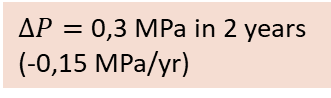 Δ𝑃 = 0,3 MPa in 2 years
(-0,15 MPa/yr)